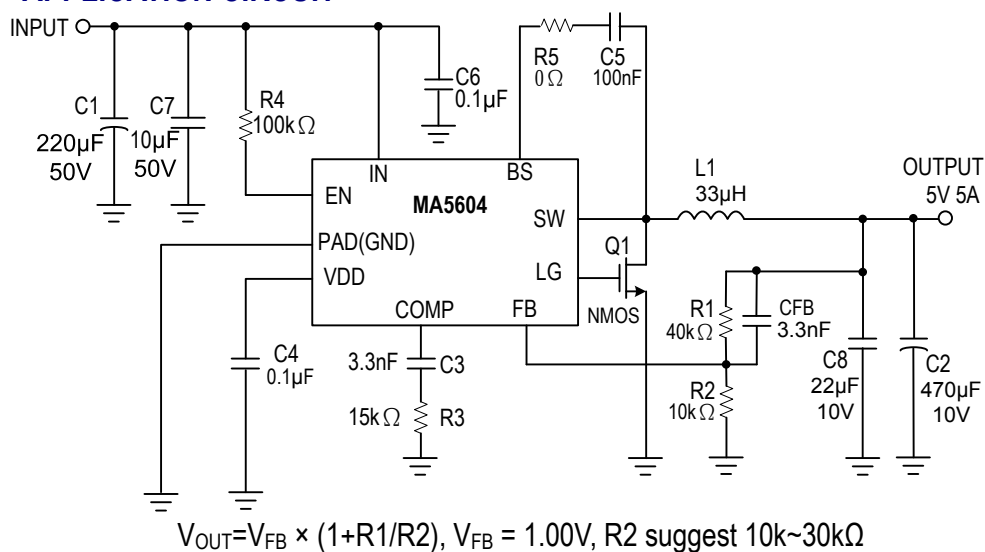 INPUT
R5
0Ω
C5
100nF
C6
0.1µF
C1
220µF
50V
C7
10µF
50V
R4
100kΩ
IN
BS
EN
MA5604
PAD(GND)
SW
VDD
LG
COMP
FB
L1
33µH
OUTPUT
5V 5A
Q1
NMOS
R1
40kΩ
CFB
3.3nF
C4
0.1µF
3.3nF
C3
15kΩ
R3
R2
10kΩ
C8
22µF
10V
C2
470µF
10V
VOUT=VFB × (1+R1/R2), VFB = 1.00V, R2 suggest 10k~30kΩ